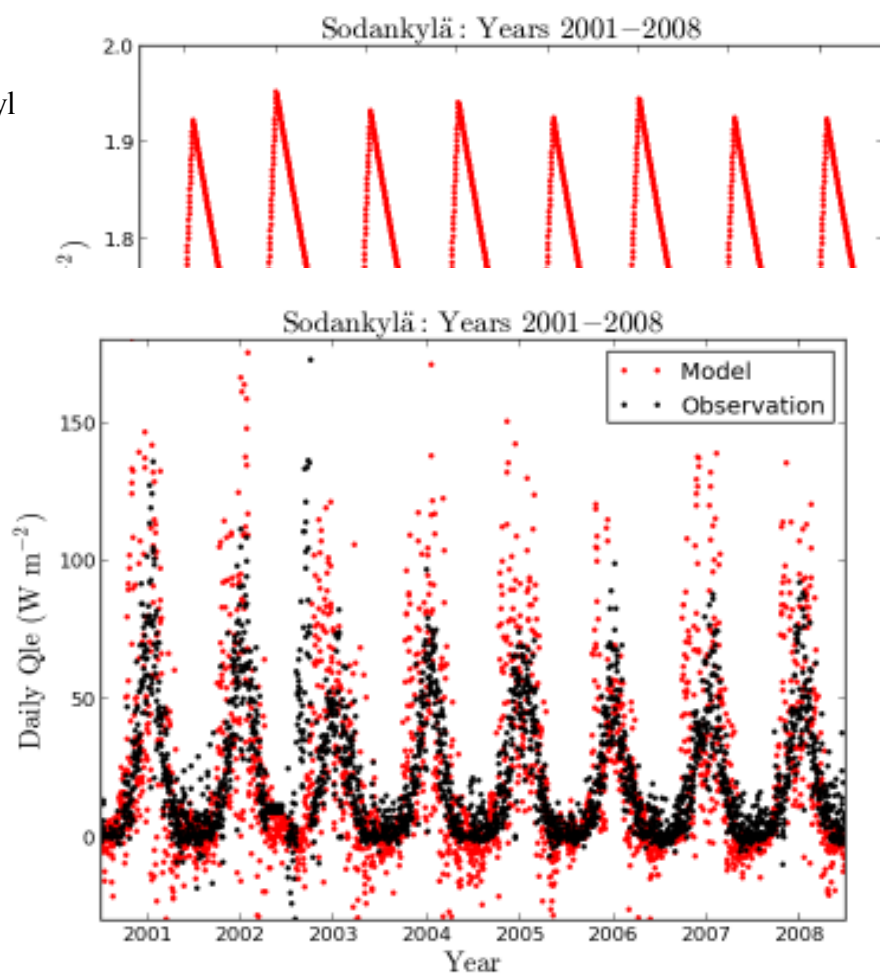 Sodankylä: Years 2001−2008
2.0
yl
1.9
1.8
Sodankylä: Years 2001−2008
Model
Observation
150
100
50
0
Daily Qle (W m⁻²)
2001 2002 2003 2004 2005 2006 2007 2008
Year